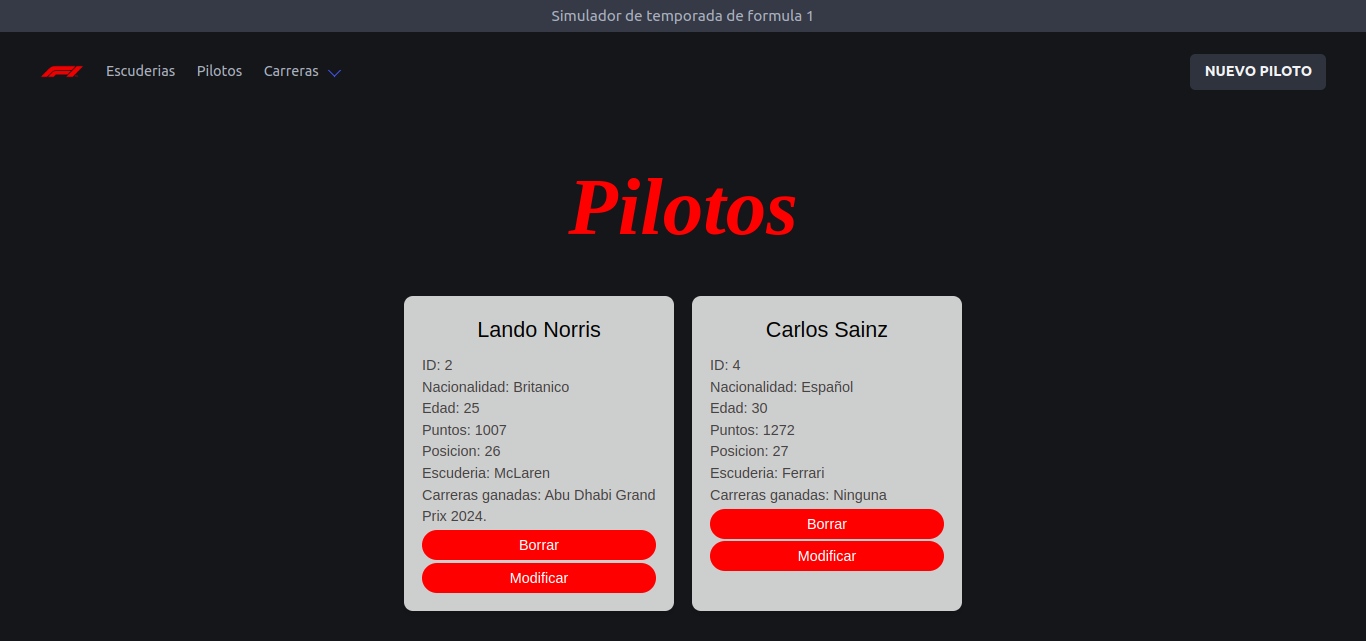 Simulador de temporada de formula 1
F1 Escuderias Pilotos Carreras NUEVO PILOTO
Pilotos
Lando Norris
ID: 2
Nacionalidad: Britanico
Edad: 25
Puntos: 1007
Posicion: 26
Escuderia: McLaren
Carreras ganadas: Abu Dhabi Grand
Prix 2024.
Borrar
Modificar
Carlos Sainz
ID: 4
Nacionalidad: Español
Edad: 30
Puntos: 1272
Posicion: 27
Escuderia: Ferrari
Carreras ganadas: Ninguna
Borrar
Modificar